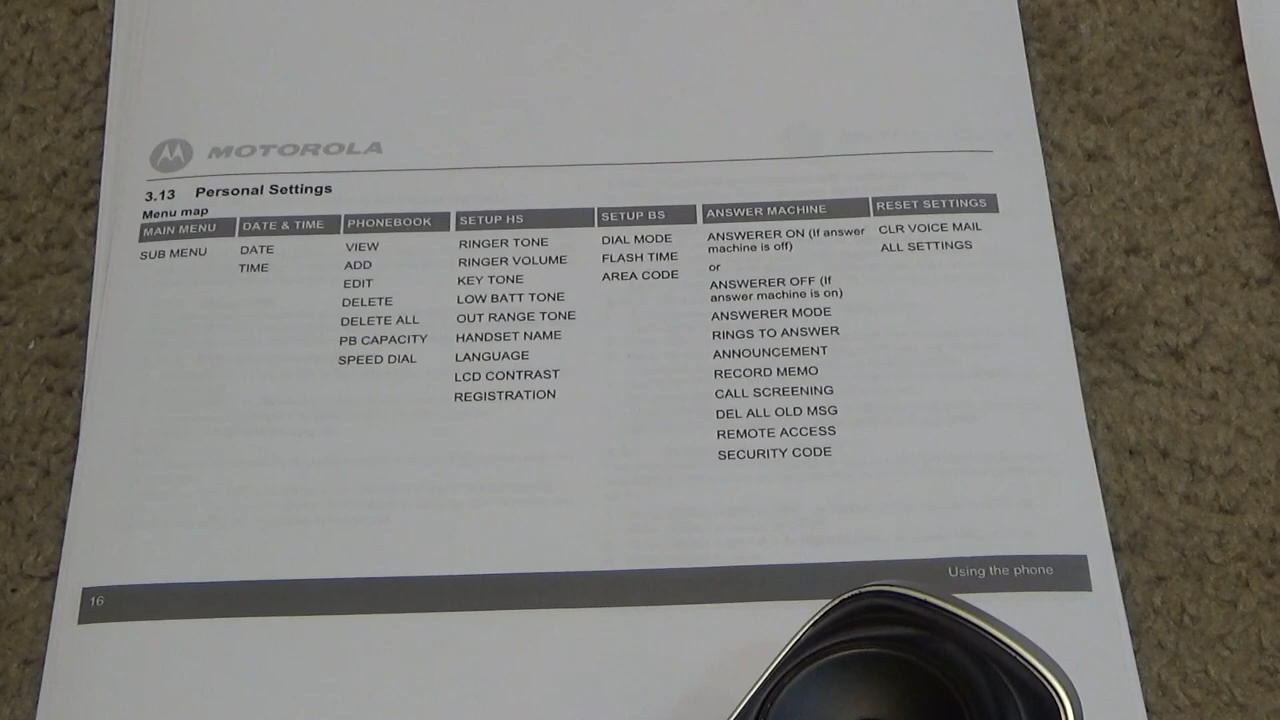 MOTOROLA
3.13 Personal Settings
Menu map
MAIN MENU DATE & TIME PHONEBOOK SETUP HS SETUP BS ANSWER MACHINE RESET SETTINGS
SUB MENU
DATE
TIME
VIEW
ADD
EDIT
DELETE
DELETE ALL
PB CAPACITY
SPEED DIAL
RINGER TONE
RINGER VOLUME
KEY TONE
LOW BATT TONE
OUT RANGE TONE
HANDSET NAME
LANGUAGE
LCD CONTRAST
REGISTRATION
DIAL MODE
FLASH TIME
AREA CODE
ANSWERER ON (If answer
machine is off)
or
ANSWERER OFF (If
answer machine is on)
ANSWERER MODE
RINGS TO ANSWER
ANNOUNCEMENT
RECORD MEMO
CALL SCREENING
DEL ALL OLD MSG
REMOTE ACCESS
SECURITY CODE
CLR VOICE MAIL
ALL SETTINGS
16 Using the phone